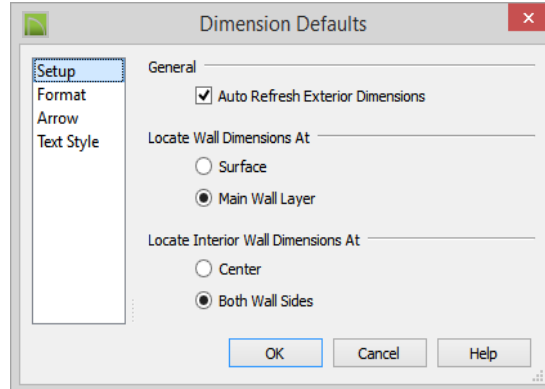 Dimension Defaults
Setup
Format
Arrow
Text Style
General
Auto Refresh Exterior Dimensions
Locate Wall Dimensions At
Surface
Main Wall Layer
Locate Interior Wall Dimensions At
Center
Both Wall Sides
OK Cancel Help